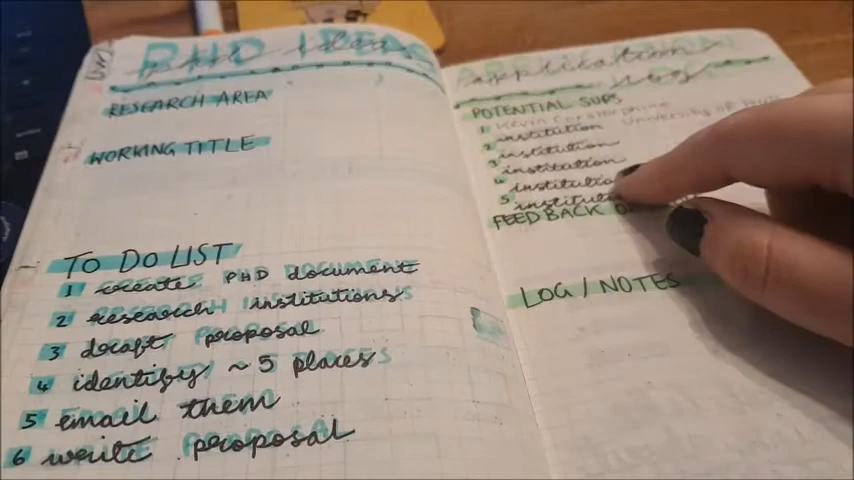 PHD IDEAS
RESEARCH AREA
WORKING TITLE
TO DO LIST
1 create PHD document
2 research institutions
3 draft proposal
4 identify ~ 5 places
5 email them
6 write proposal
application
POTENTIAL SUPS
1 Kevin University of
2 institution
3 institution
4 institution
5 institution
FEEDBACK
LOG/NOTES